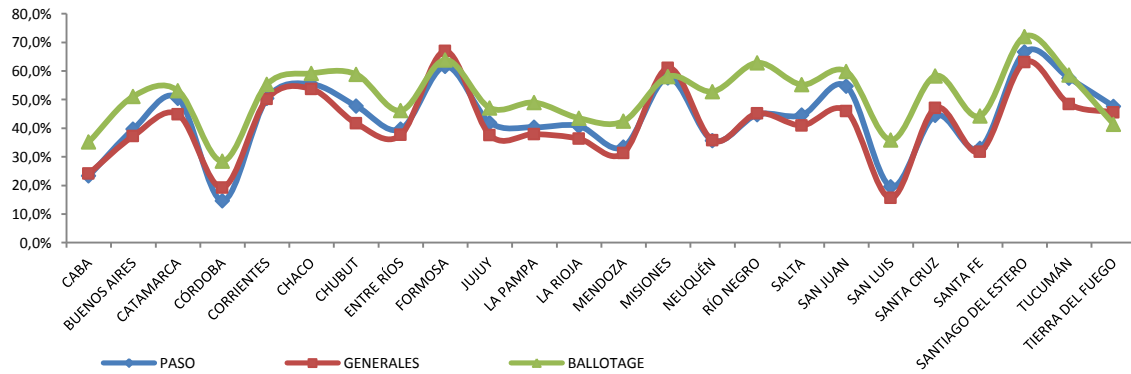 80,0%
70,0%
60,0%
50,0%
40,0%
30,0%
20,0%
10,0%
0,0%
CABA
BUENOS AIRES
CATAMARCA
CÓRDOBA
CORRIENTES
CHACO
CHUBUT
ENTRE RÍOS
FORMOSA
JUJUY
LA PAMPA
LA RIOJA
MENDOZA
MISIONES
NEUQUÉN
RÍO NEGRO
SALTA
SAN JUAN
SAN LUIS
SANTA CRUZ
SANTA FE
SANTIAGO DEL ESTERO
TUCUMÁN
TIERRA DEL FUEGO
PASO
GENERALES
BALLOTAGE